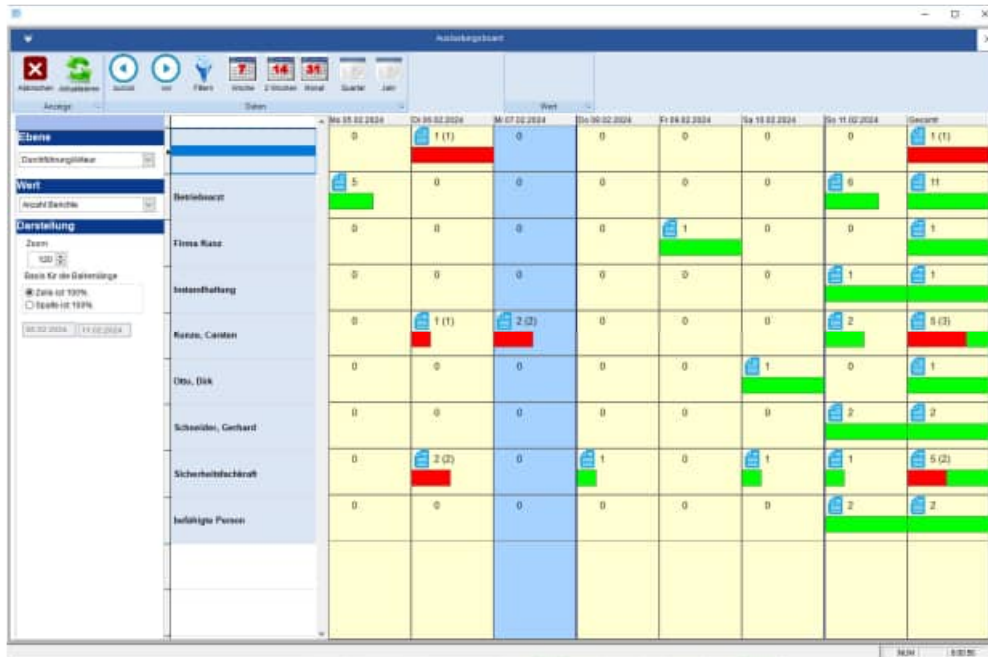 Auslastungsboard
Abbrechen Aktualisieren zurück vor Filtern Woche 2 Wochen Monat Quartal Jahr
7 14 31
Anzeige Daten Wert
Mo 05.02.2024 Di 06.02.2024 Mi 07.02.2024 Do 08.02.2024 Fr 09.02.2024 Sa 10.02.2024 So 11.02.2024 Gesamt
Ebene
0 1 (1) 0 0 0 0 0 1 (1)
Wert
Anzahl Berichte
Betriebsarzt 5 0 0 0 0 0 6 11
Darstellung
Zoom
120
Basis für die Balkenlänge
Zeile ist 100%
Spalte ist 100%
05.02.2024 11.02.2024
0 0 0 0 1 0 0 1
Instandhaltung 0 0 0 0 0 0 1 1
Kunze, Carsten 0 1 (1) 2 (2) 0 0 0 2 5 (3)
Otto, Dirk 0 0 0 0 0 1 0 1
Schneider, Gerhard 0 0 0 0 0 0 2 2
Sicherheitsfachkraft 0 2 (2) 0 1 0 1 1 5 (2)
befähigte Person 0 0 0 0 0 0 2 2
NUM